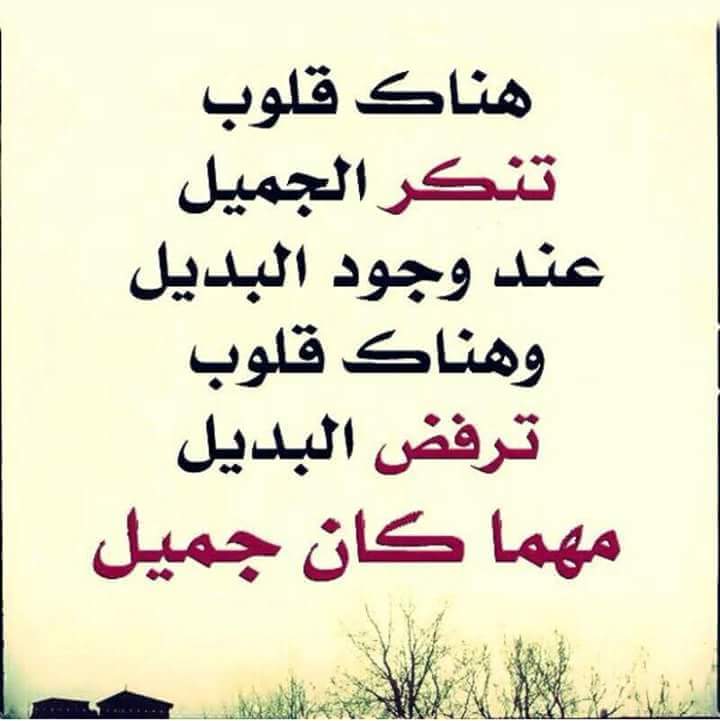 هناك قلوب
تنكر الجميل
عند وجود البديل
وهناك قلوب
ترفض البديل
مهما كان جميل